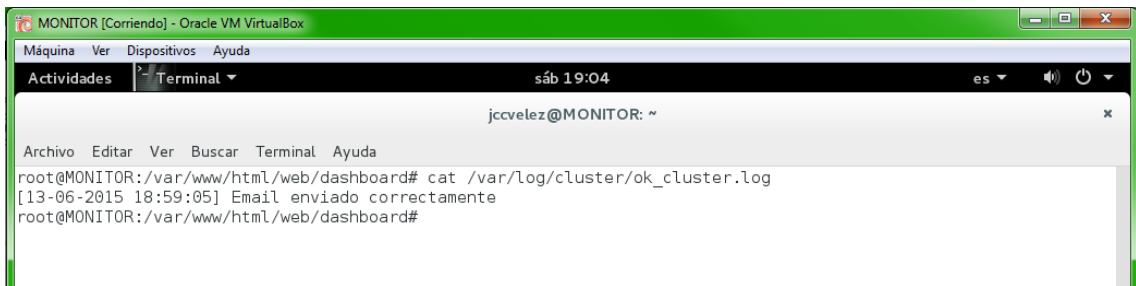 MONITOR [Corriendo] - Oracle VM VirtualBox
Máquina Ver Dispositivos Ayuda
Actividades Terminal sáb 19:04 es
jccvelez@MONITOR: ~
Archivo Editar Ver Buscar Terminal Ayuda
root@MONITOR:/var/www/html/web/dashboard# cat /var/log/cluster/ok_cluster.log
[13-06-2015 18:59:05] Email enviado correctamente
root@MONITOR:/var/www/html/web/dashboard#